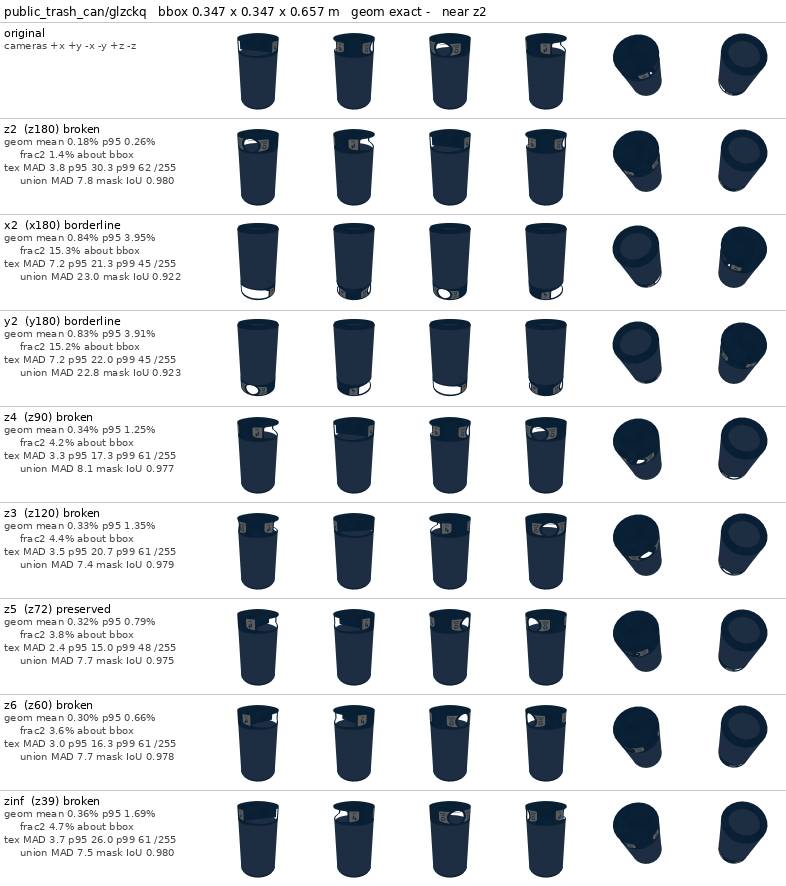 public_trash_can/glzckq   bbox 0.347 x 0.347 x 0.657 m   geom exact -   near z2
original
cameras +x +y -x -y +z -z
z2  (z180) broken
geom mean 0.18% p95 0.26%
frac2 1.4% about bbox
tex MAD 3.8 p95 30.3 p99 62 /255
union MAD 7.8 mask IoU 0.980
x2  (x180) borderline
geom mean 0.84% p95 3.95%
frac2 15.3% about bbox
tex MAD 7.2 p95 21.3 p99 45 /255
union MAD 23.0 mask IoU 0.922
y2  (y180) borderline
geom mean 0.83% p95 3.91%
frac2 15.2% about bbox
tex MAD 7.2 p95 22.0 p99 45 /255
union MAD 22.8 mask IoU 0.923
z4  (z90) broken
geom mean 0.34% p95 1.25%
frac2 4.2% about bbox
tex MAD 3.3 p95 17.3 p99 61 /255
union MAD 8.1 mask IoU 0.977
z3  (z120) broken
geom mean 0.33% p95 1.35%
frac2 4.4% about bbox
tex MAD 3.5 p95 20.7 p99 61 /255
union MAD 7.4 mask IoU 0.979
z5  (z72) preserved
geom mean 0.32% p95 0.79%
frac2 3.8% about bbox
tex MAD 2.4 p95 15.0 p99 48 /255
union MAD 7.7 mask IoU 0.975
z6  (z60) broken
geom mean 0.30% p95 0.66%
frac2 3.6% about bbox
tex MAD 3.0 p95 16.3 p99 61 /255
union MAD 7.7 mask IoU 0.978
zinf  (z39) broken
geom mean 0.36% p95 1.69%
frac2 4.7% about bbox
tex MAD 3.7 p95 26.0 p99 61 /255
union MAD 7.5 mask IoU 0.980